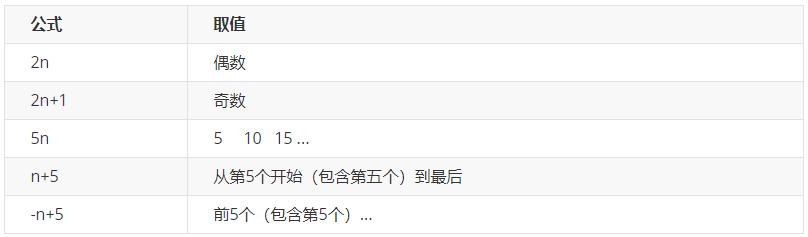 公式 取值
2n 偶数
2n+1 奇数
5n 5 10 15 ...
n+5 从第5个开始（包含第五个）到最后
-n+5 前5个（包含第5个）...